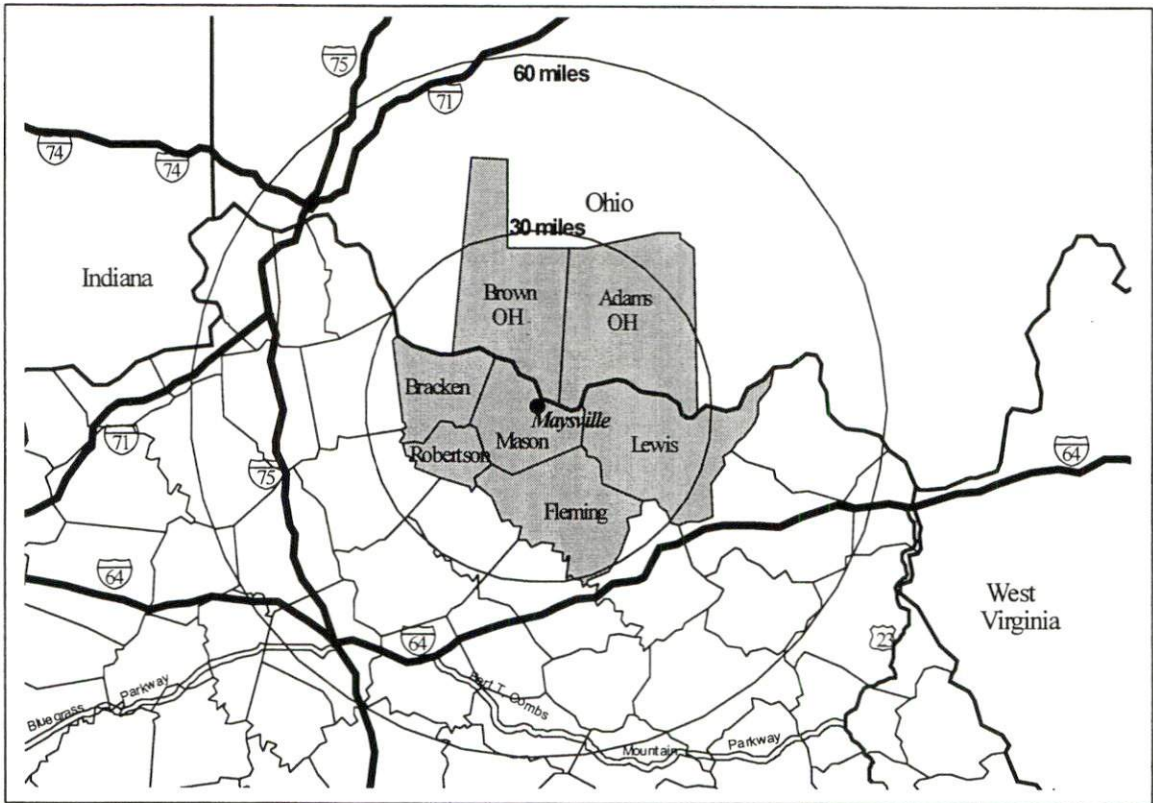 60 miles
75
71
74
74
Ohio
30 miles
Indiana
Brown
OH
Adams
OH
Bracken
Maysville
Mason
Robertson
Lewis
71
75
64
Fleming
64
64
West
Virginia
23
Bluegrass
Parkway
Bert T. Combs
Mountain
Parkway